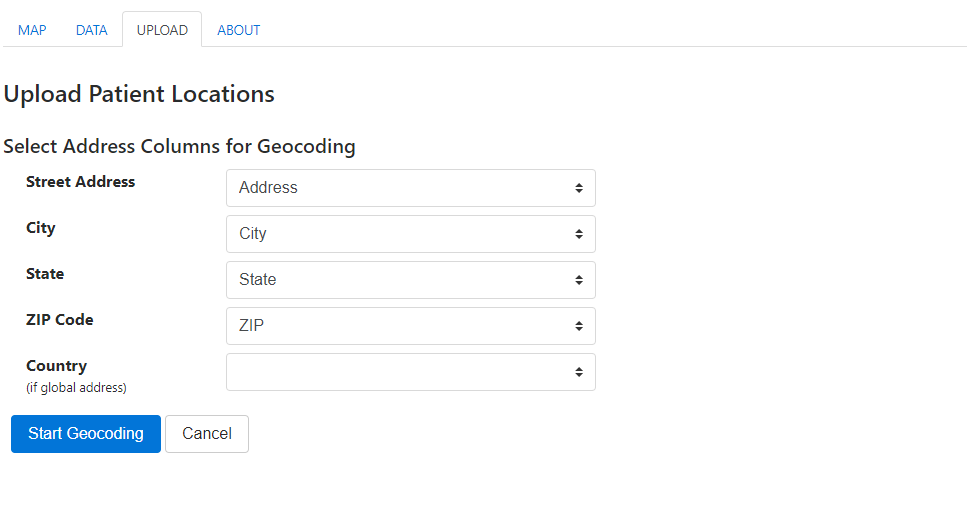 MAP DATA UPLOAD ABOUT
Upload Patient Locations
Select Address Columns for Geocoding
Street Address Address
City City
State State
ZIP Code ZIP
Country
(if global address)
Start Geocoding Cancel